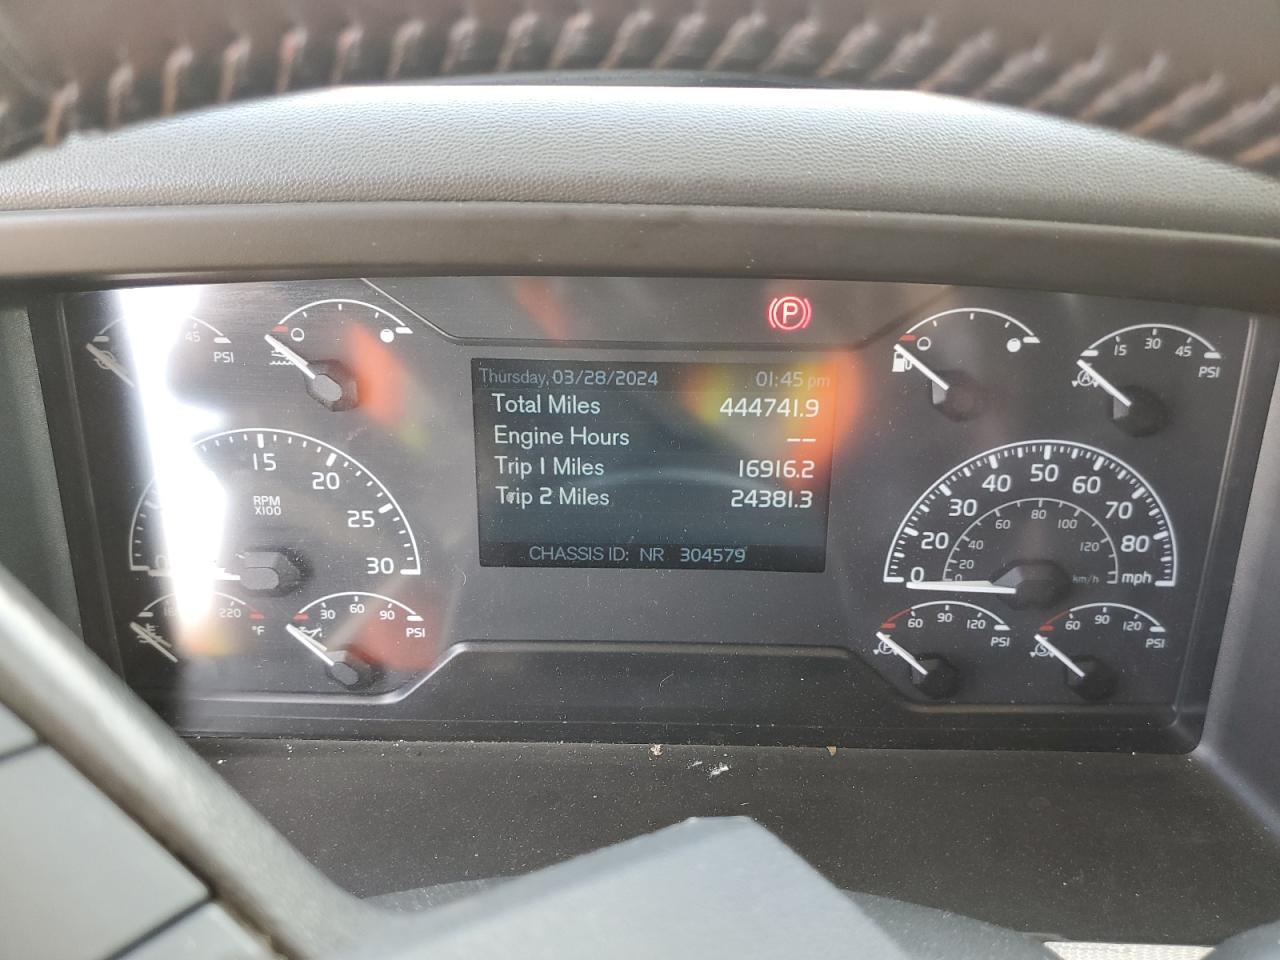 45
PSI
15
20
25
30
RPM
X100
0
220
°F
30 60 90
PSI
P
Thursday, 03/28/2024 01:45 pm
Total Miles 444741.9
Engine Hours --
Trip 1 Miles 16916.2
Trip 2 Miles 24381.3
CHASSIS ID: NR 304579
15 30 45
PSI
A
0 20 30 40 50 60 70 80 mph
0 20 40 60 80 100 120 km/h
60 90 120
PSI
P
60 90 120
PSI
S